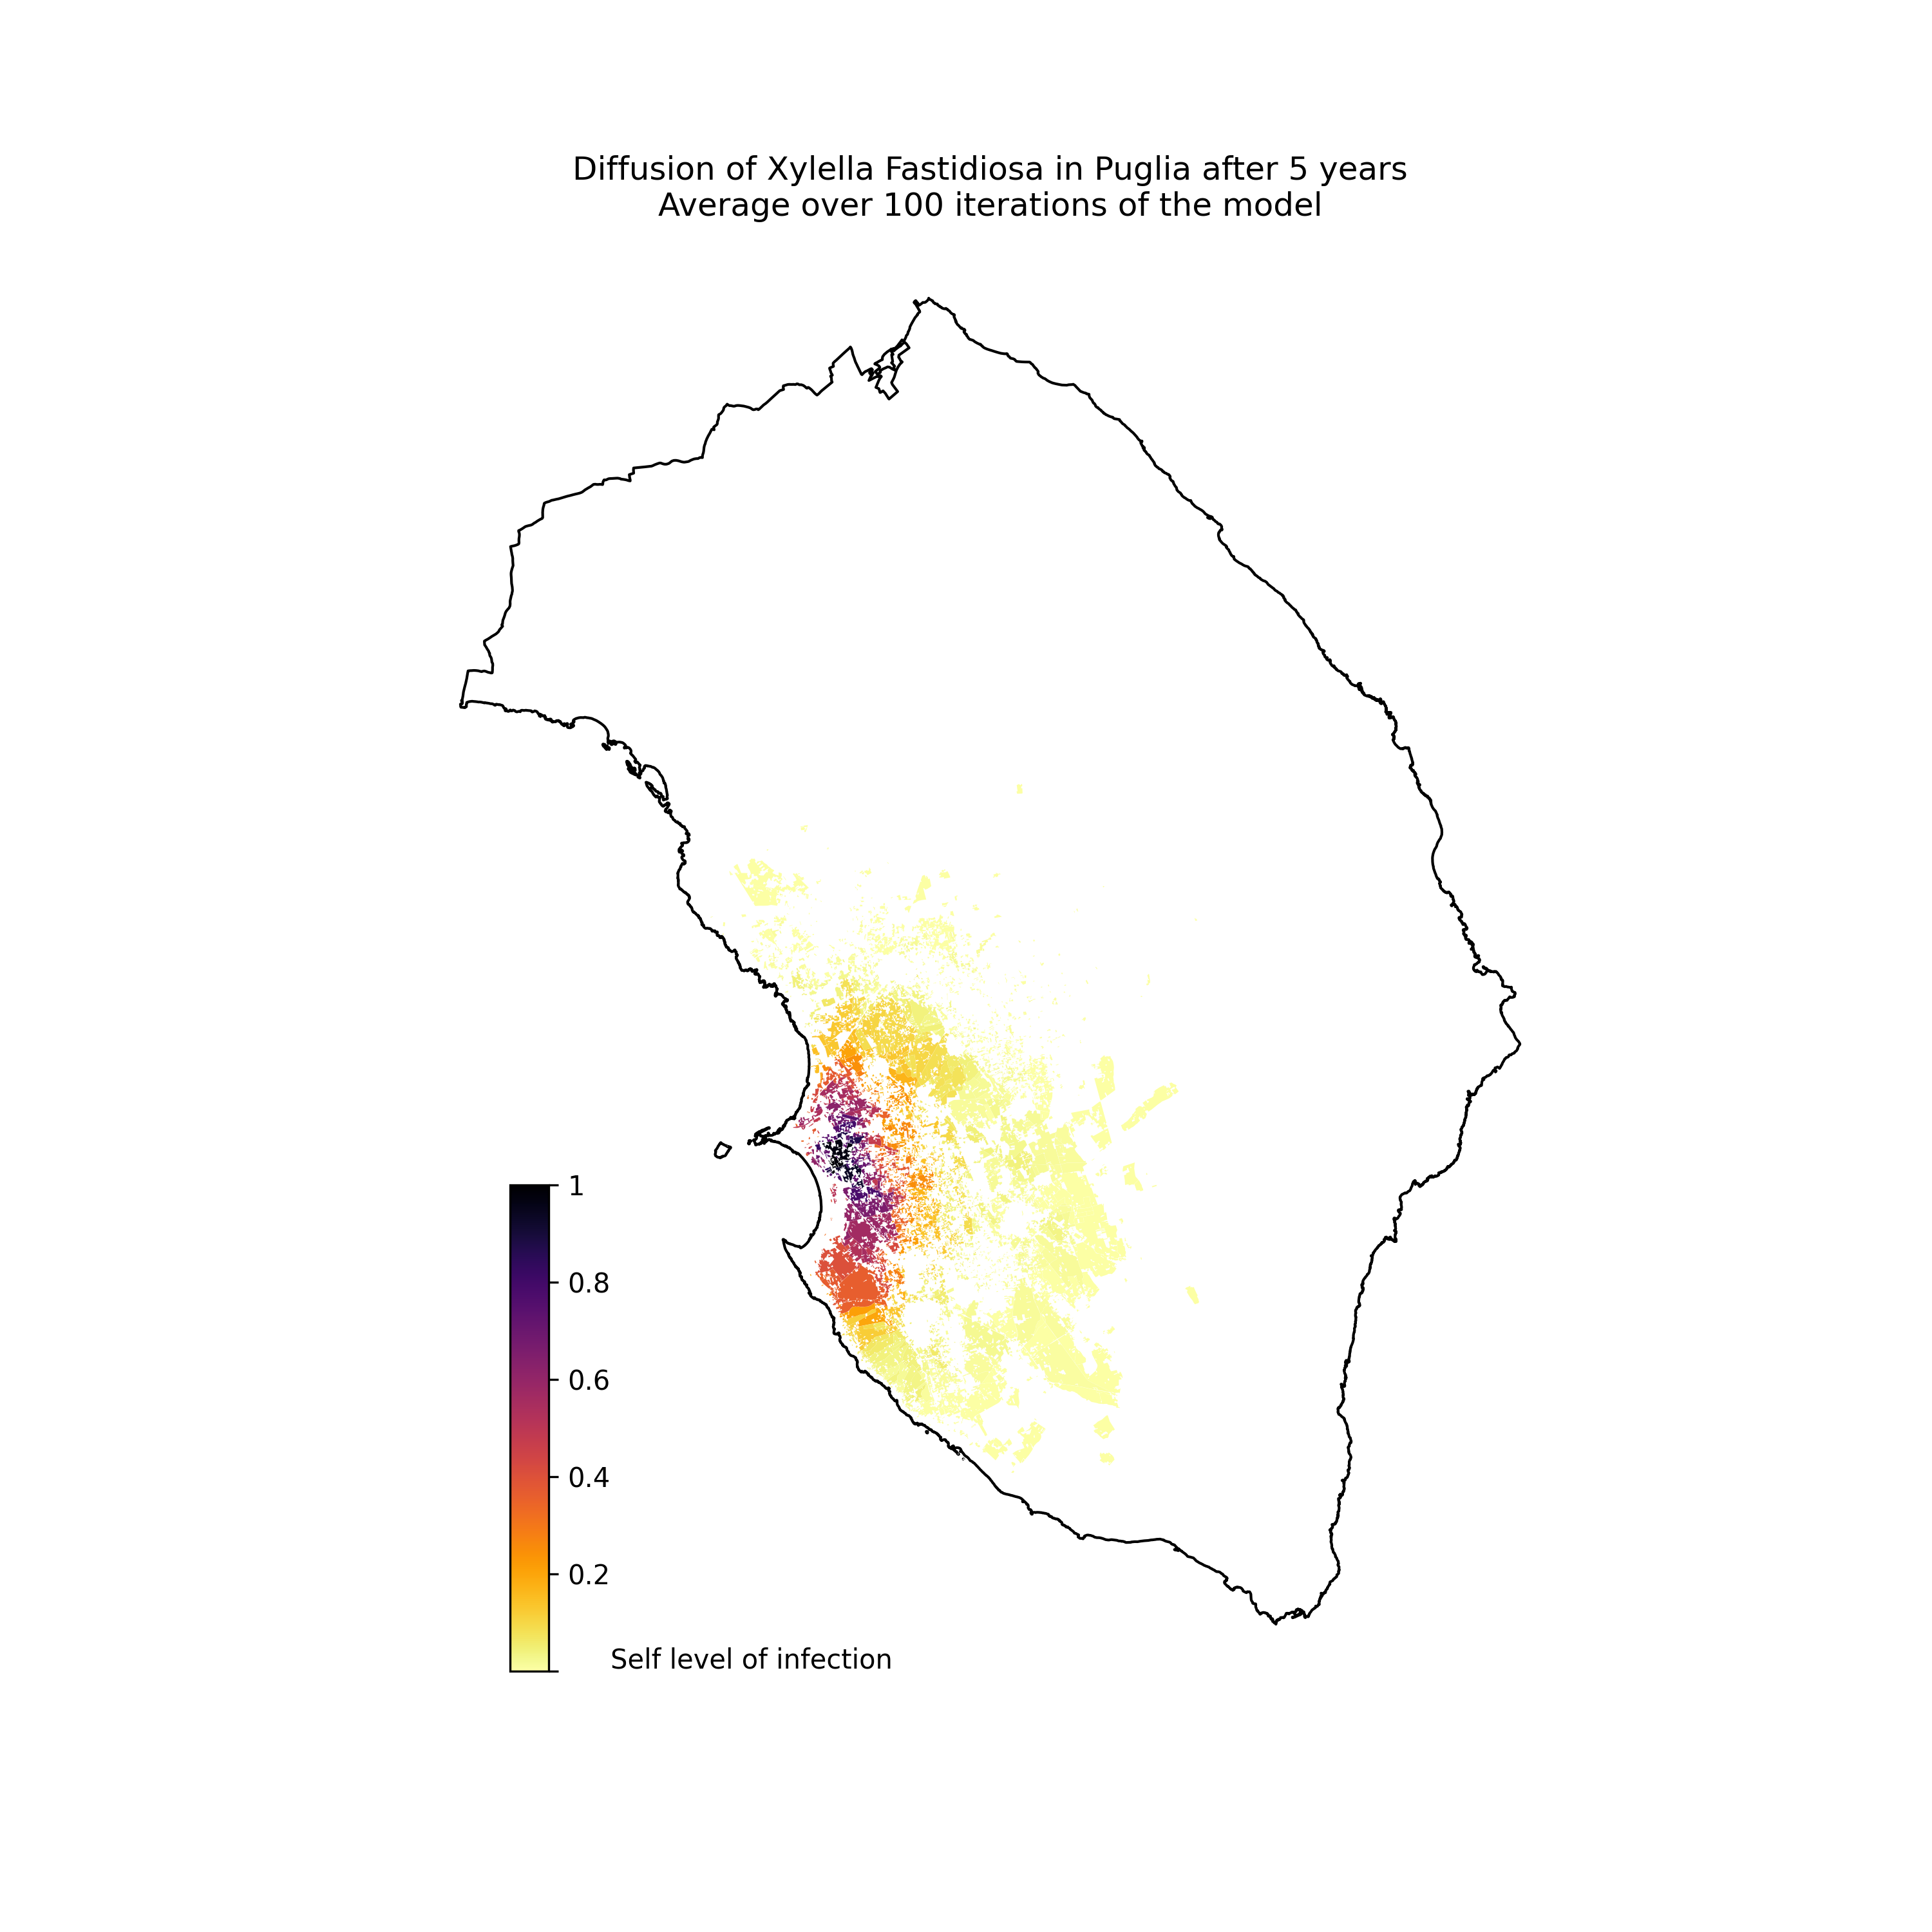 Diffusion of Xylella Fastidiosa in Puglia after 5 years
Average over 100 iterations of the model
1
0.8
0.6
0.4
0.2
Self level of infection